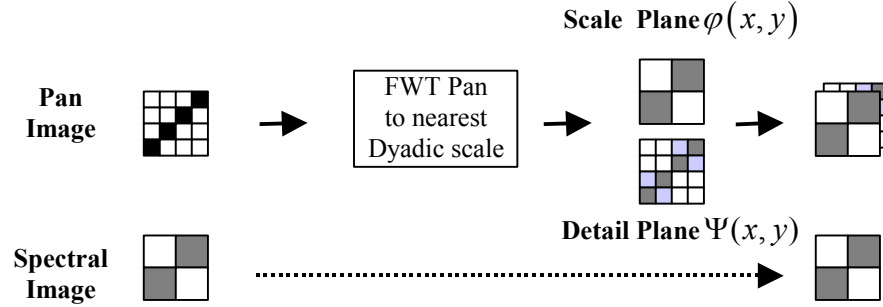 Scale Plane φ(x, y)
Pan
Image
FWT Pan
to nearest
Dyadic scale
Detail Plane Ψ(x, y)
Spectral
Image